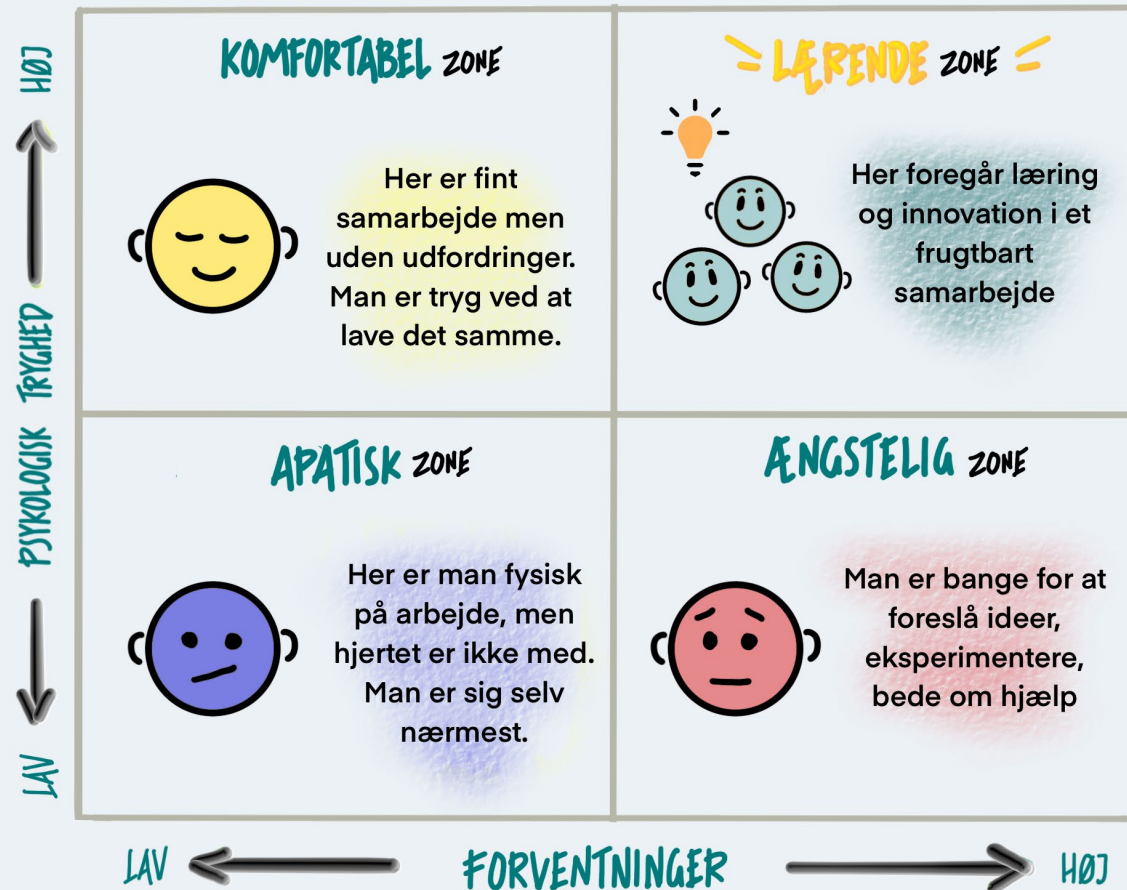 HØJ
PSYKOLOGISK TRYGHED
LAV
KOMFORTABEL ZONE
Her er fint
samarbejde men
uden udfordringer.
Man er tryg ved at
lave det samme.
LÆRENDE ZONE
Her foregår læring
og innovation i et
frugtbart
samarbejde
APATISK ZONE
Her er man fysisk
på arbejde, men
hjertet er ikke med.
Man er sig selv
nærmest.
ÆNGSTELIG ZONE
Man er bange for at
foreslå ideer,
eksperimentere,
bede om hjælp
LAV FORVENTNINGER HØJ